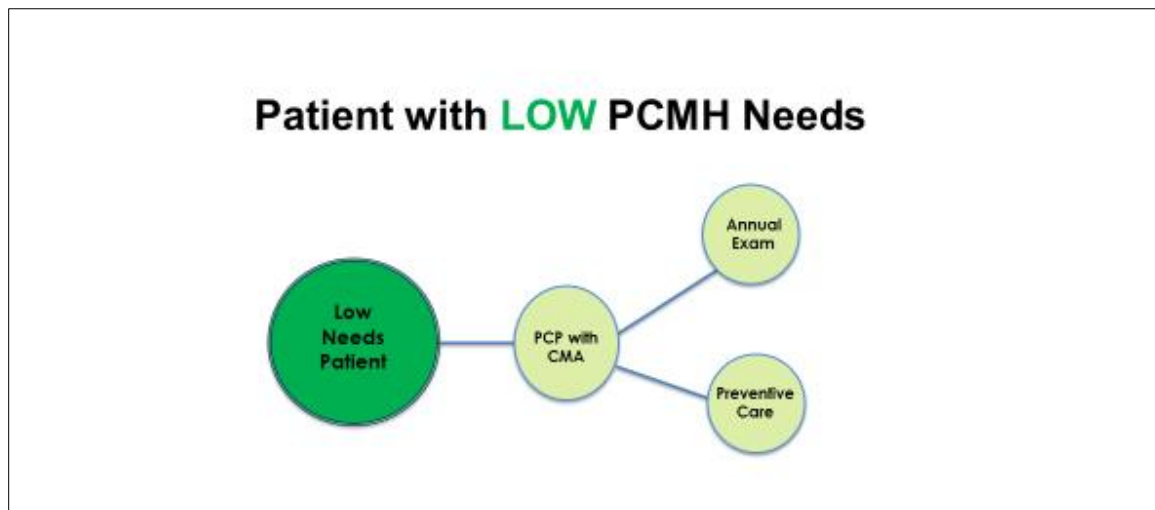 Patient with LOW PCMH Needs
Low
Needs
Patient
PCP with
CMA
Annual
Exam
Preventive
Care